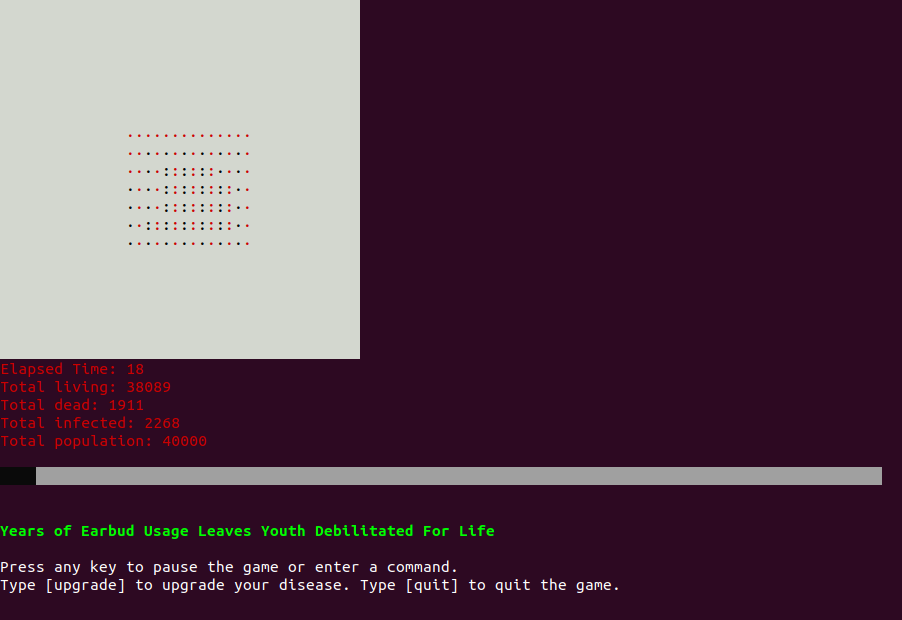 Elapsed Time: 18
Total living: 38089
Total dead: 1911
Total infected: 2268
Total population: 40000
Years of Earbud Usage Leaves Youth Debilitated For Life
Press any key to pause the game or enter a command.
Type [upgrade] to upgrade your disease. Type [quit] to quit the game.